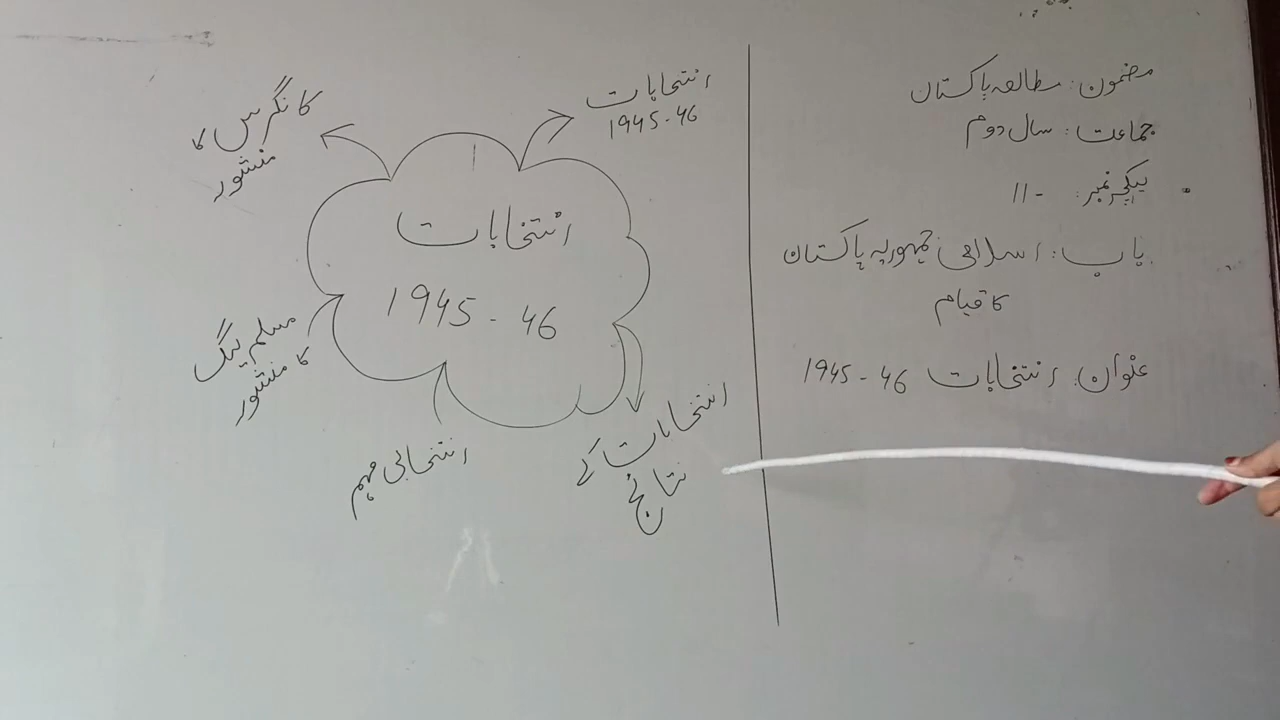 مضمون: مطالعہ پاکستان
جماعت: سال دوم
لیکچر نمبر: - 11
باب: اسلامی جمہوریہ پاکستان
کا قیام
عنوان: انتخابات 46 - 1945
انتخابات
1945-46
کانگرس کا
منشور
انتخابات
1945 - 46
مسلم لیگ
کا منشور
انتخابی مہم
انتخابات کے
نتائج